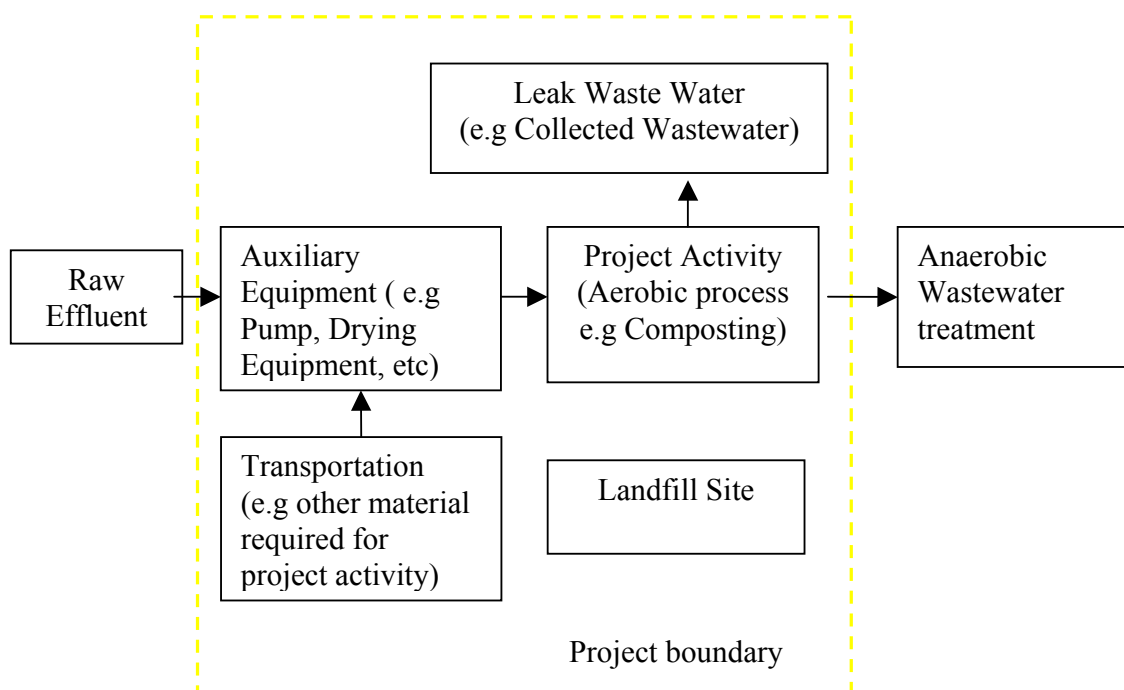 Leak Waste Water
(e.g Collected Wastewater)
Raw
Effluent
Auxiliary
Equipment ( e.g
Pump, Drying
Equipment, etc)
Project Activity
(Aerobic process
e.g Composting)
Anaerobic
Wastewater
treatment
Transportation
(e.g other material
required for
project activity)
Landfill Site
Project boundary